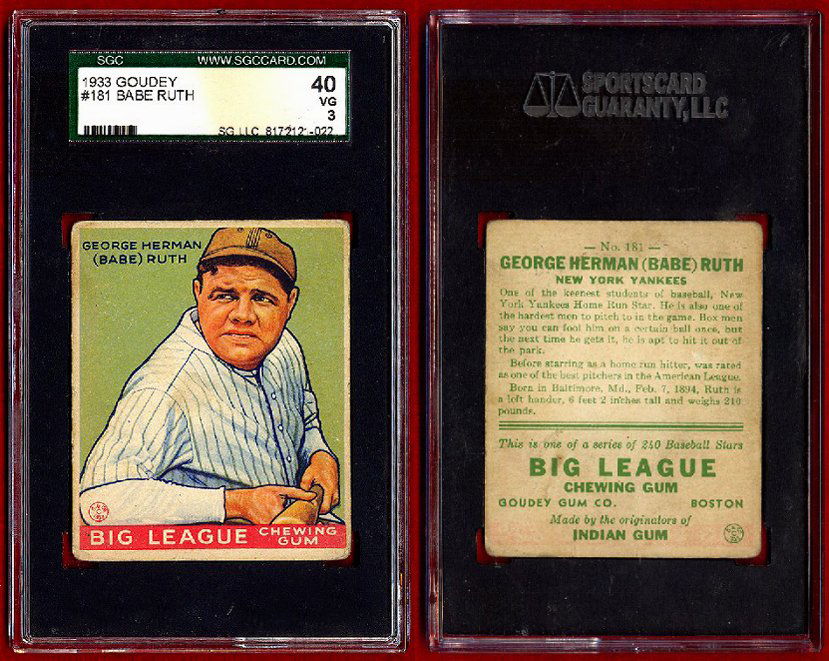 SGC WWW.SGCCARD.COM
1933 GOUDEY 40
#181 BABE RUTH VG
3
SG LLC 8172121-022
GEORGE HERMAN
(BABE) RUTH
BIG LEAGUE CHEWING GUM
SPORTSCARD
GUARANTY, LLC
— No. 181 —
GEORGE HERMAN (BABE) RUTH
NEW YORK YANKEES
One of the keenest students of baseball, New
York Yankees Home Run Star. He is also one of
the hardest men to pitch to in the game. Box men
say you can fool him on a certain ball once, but
the next time he gets it, he is apt to hit it out of
the park.
Before starring as a home run hitter, was rated
as one of the best pitchers in the American League.
Born in Baltimore, Md., Feb. 7, 1894, Ruth is
a left hander, 6 feet 2 inches tall and weighs 210
pounds.
This is one of a series of 240 Baseball Stars
BIG LEAGUE
CHEWING GUM
GOUDEY GUM CO. BOSTON
Made by the originators of
INDIAN GUM